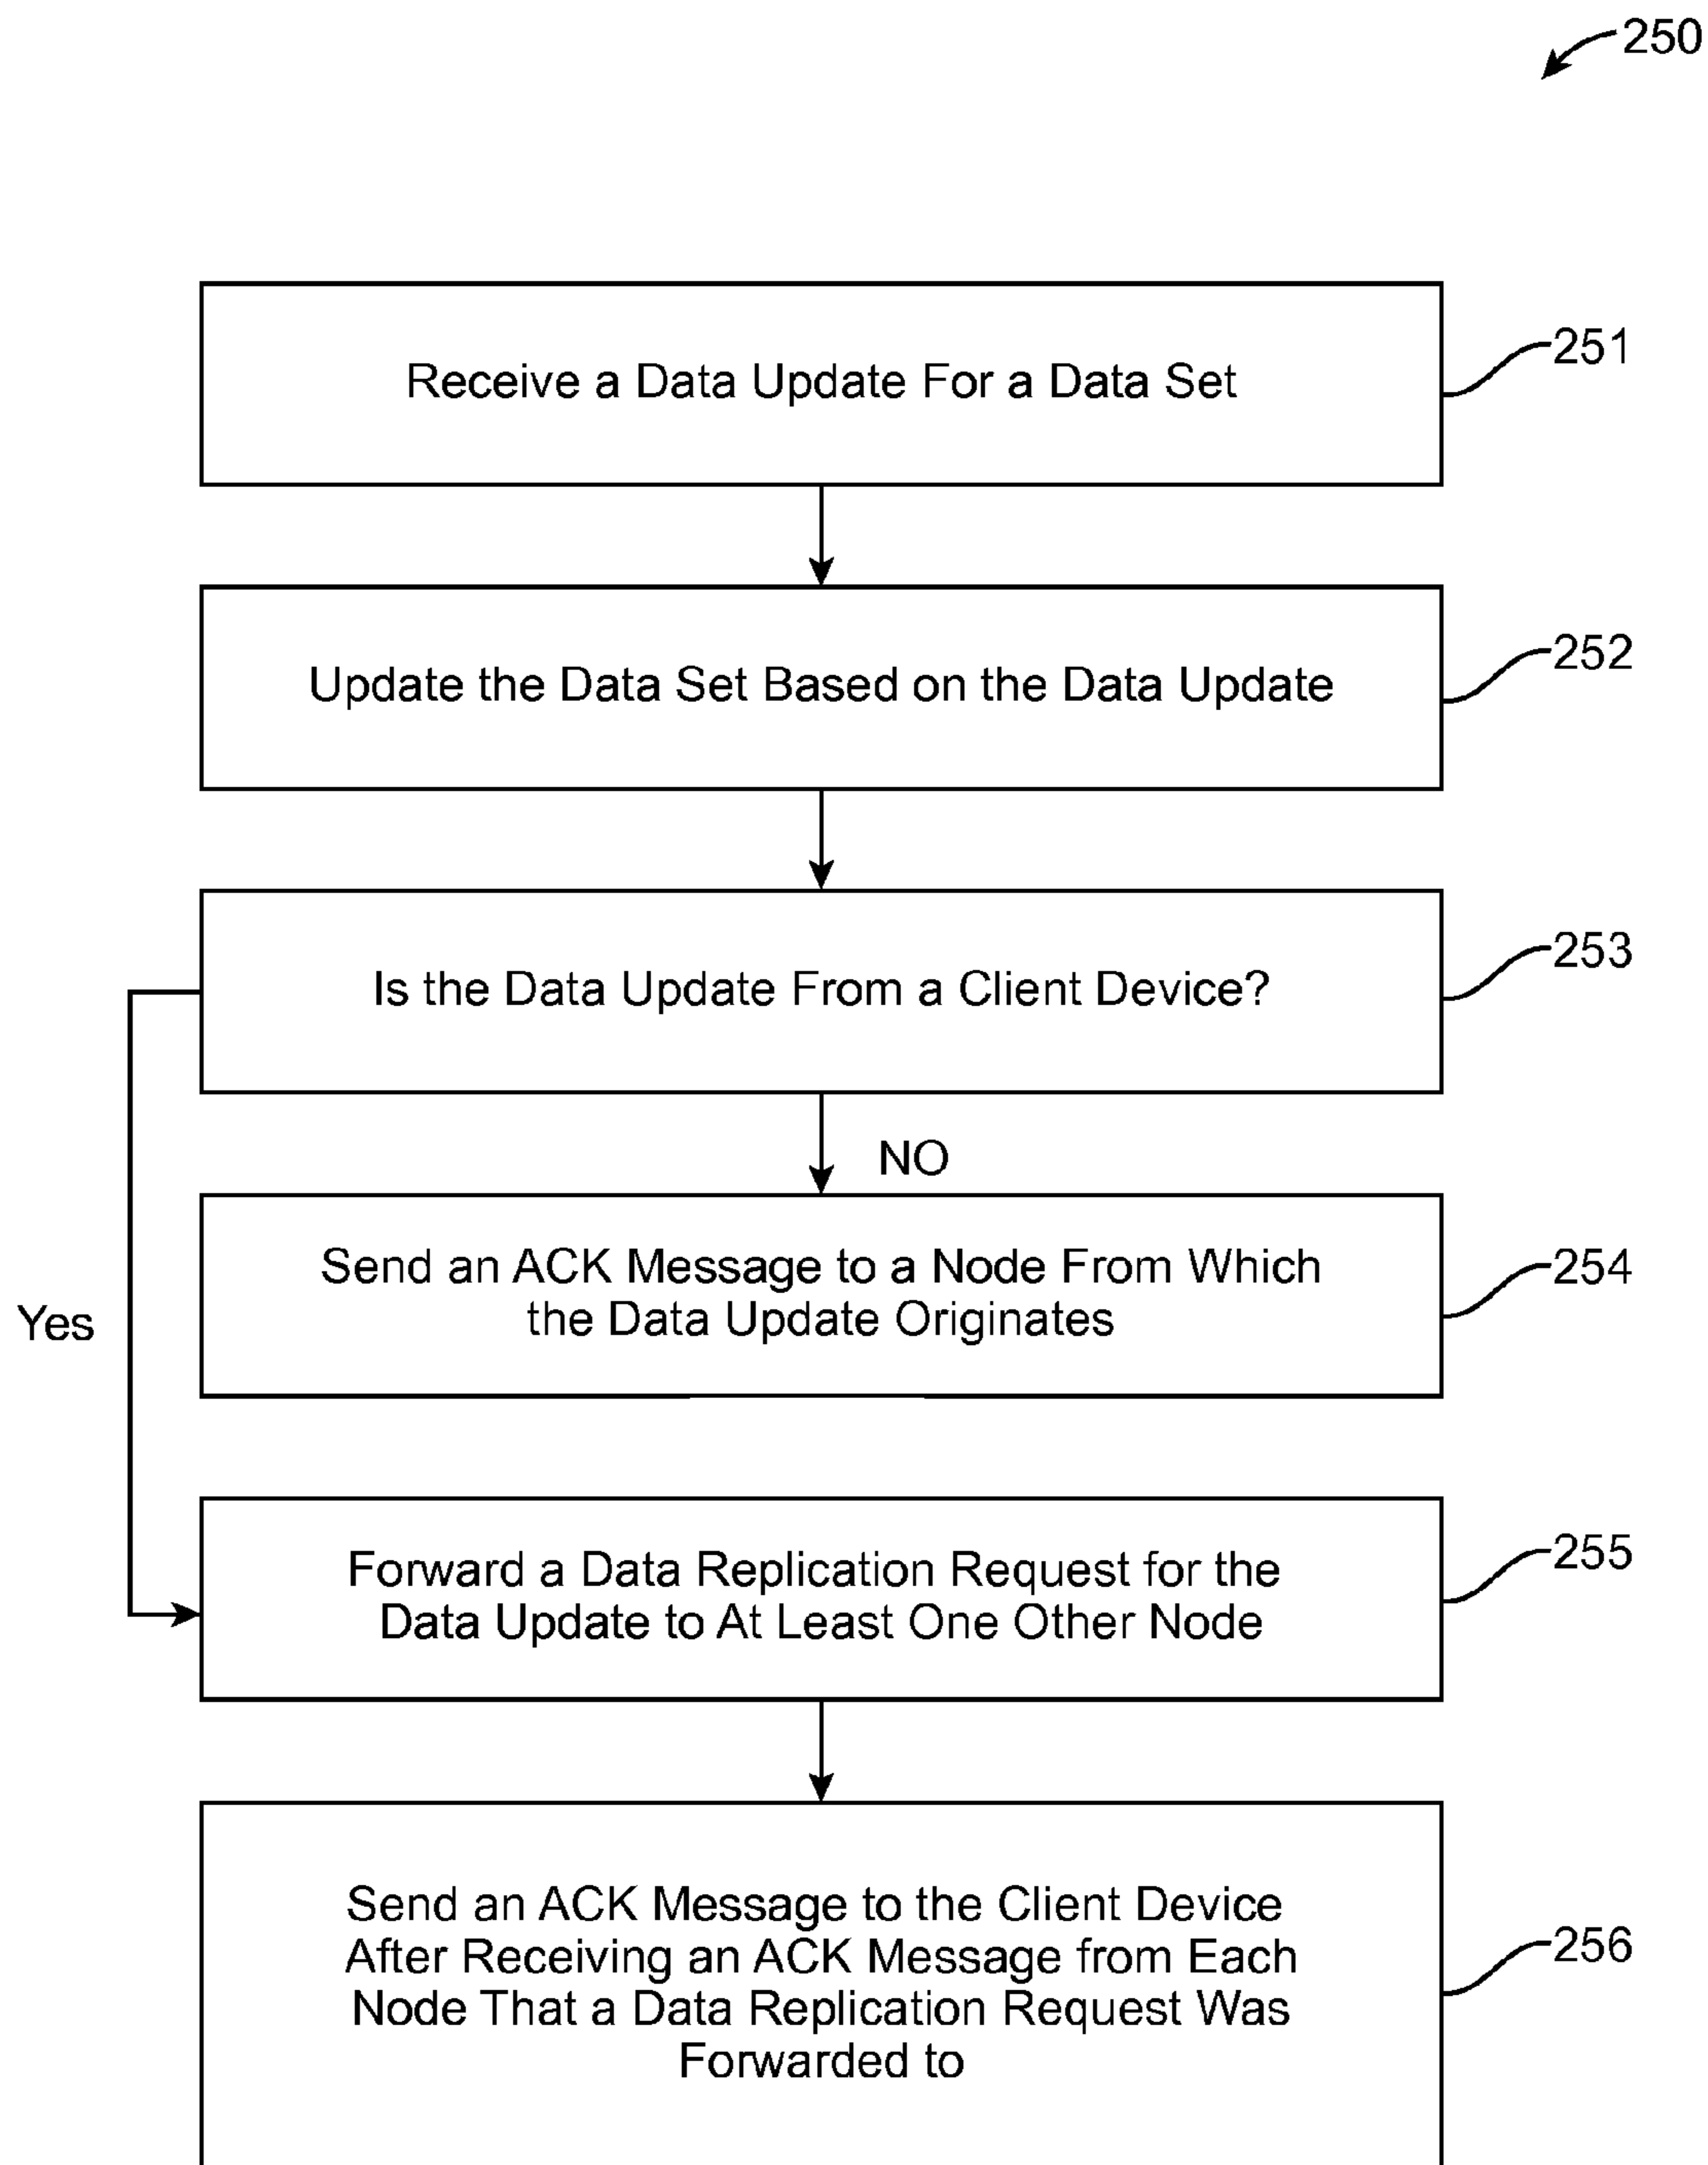 250
Receive a Data Update For a Data Set
251
Update the Data Set Based on the Data Update
252
Is the Data Update From a Client Device?
253
NO
Send an ACK Message to a Node From Which
the Data Update Originates
254
Yes
Forward a Data Replication Request for the
Data Update to At Least One Other Node
255
Send an ACK Message to the Client Device
After Receiving an ACK Message from Each
Node That a Data Replication Request Was
Forwarded to
256